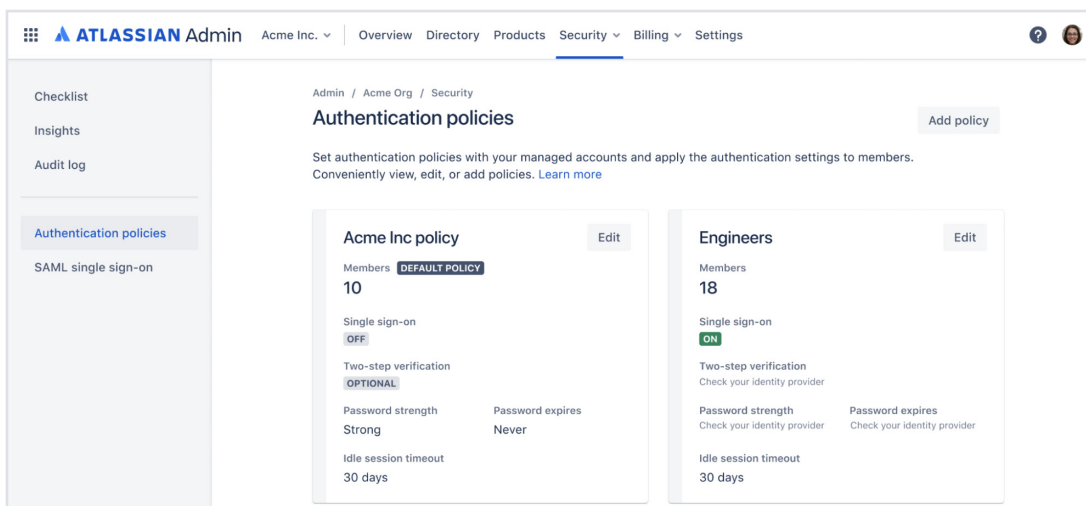 ATLASSIAN Admin Acme Inc. Overview Directory Products Security Billing Settings ?
Checklist
Insights
Audit log
Authentication policies
SAML single sign-on
Admin / Acme Org / Security
Authentication policies
Add policy
Set authentication policies with your managed accounts and apply the authentication settings to members.
Conveniently view, edit, or add policies. Learn more
Acme Inc policy
Edit
Members DEFAULT POLICY
10
Single sign-on
OFF
Two-step verification
OPTIONAL
Password strength Password expires
Strong Never
Idle session timeout
30 days
Engineers
Edit
Members
18
Single sign-on
ON
Two-step verification
Check your identity provider
Password strength Password expires
Check your identity provider Check your identity provider
Idle session timeout
30 days